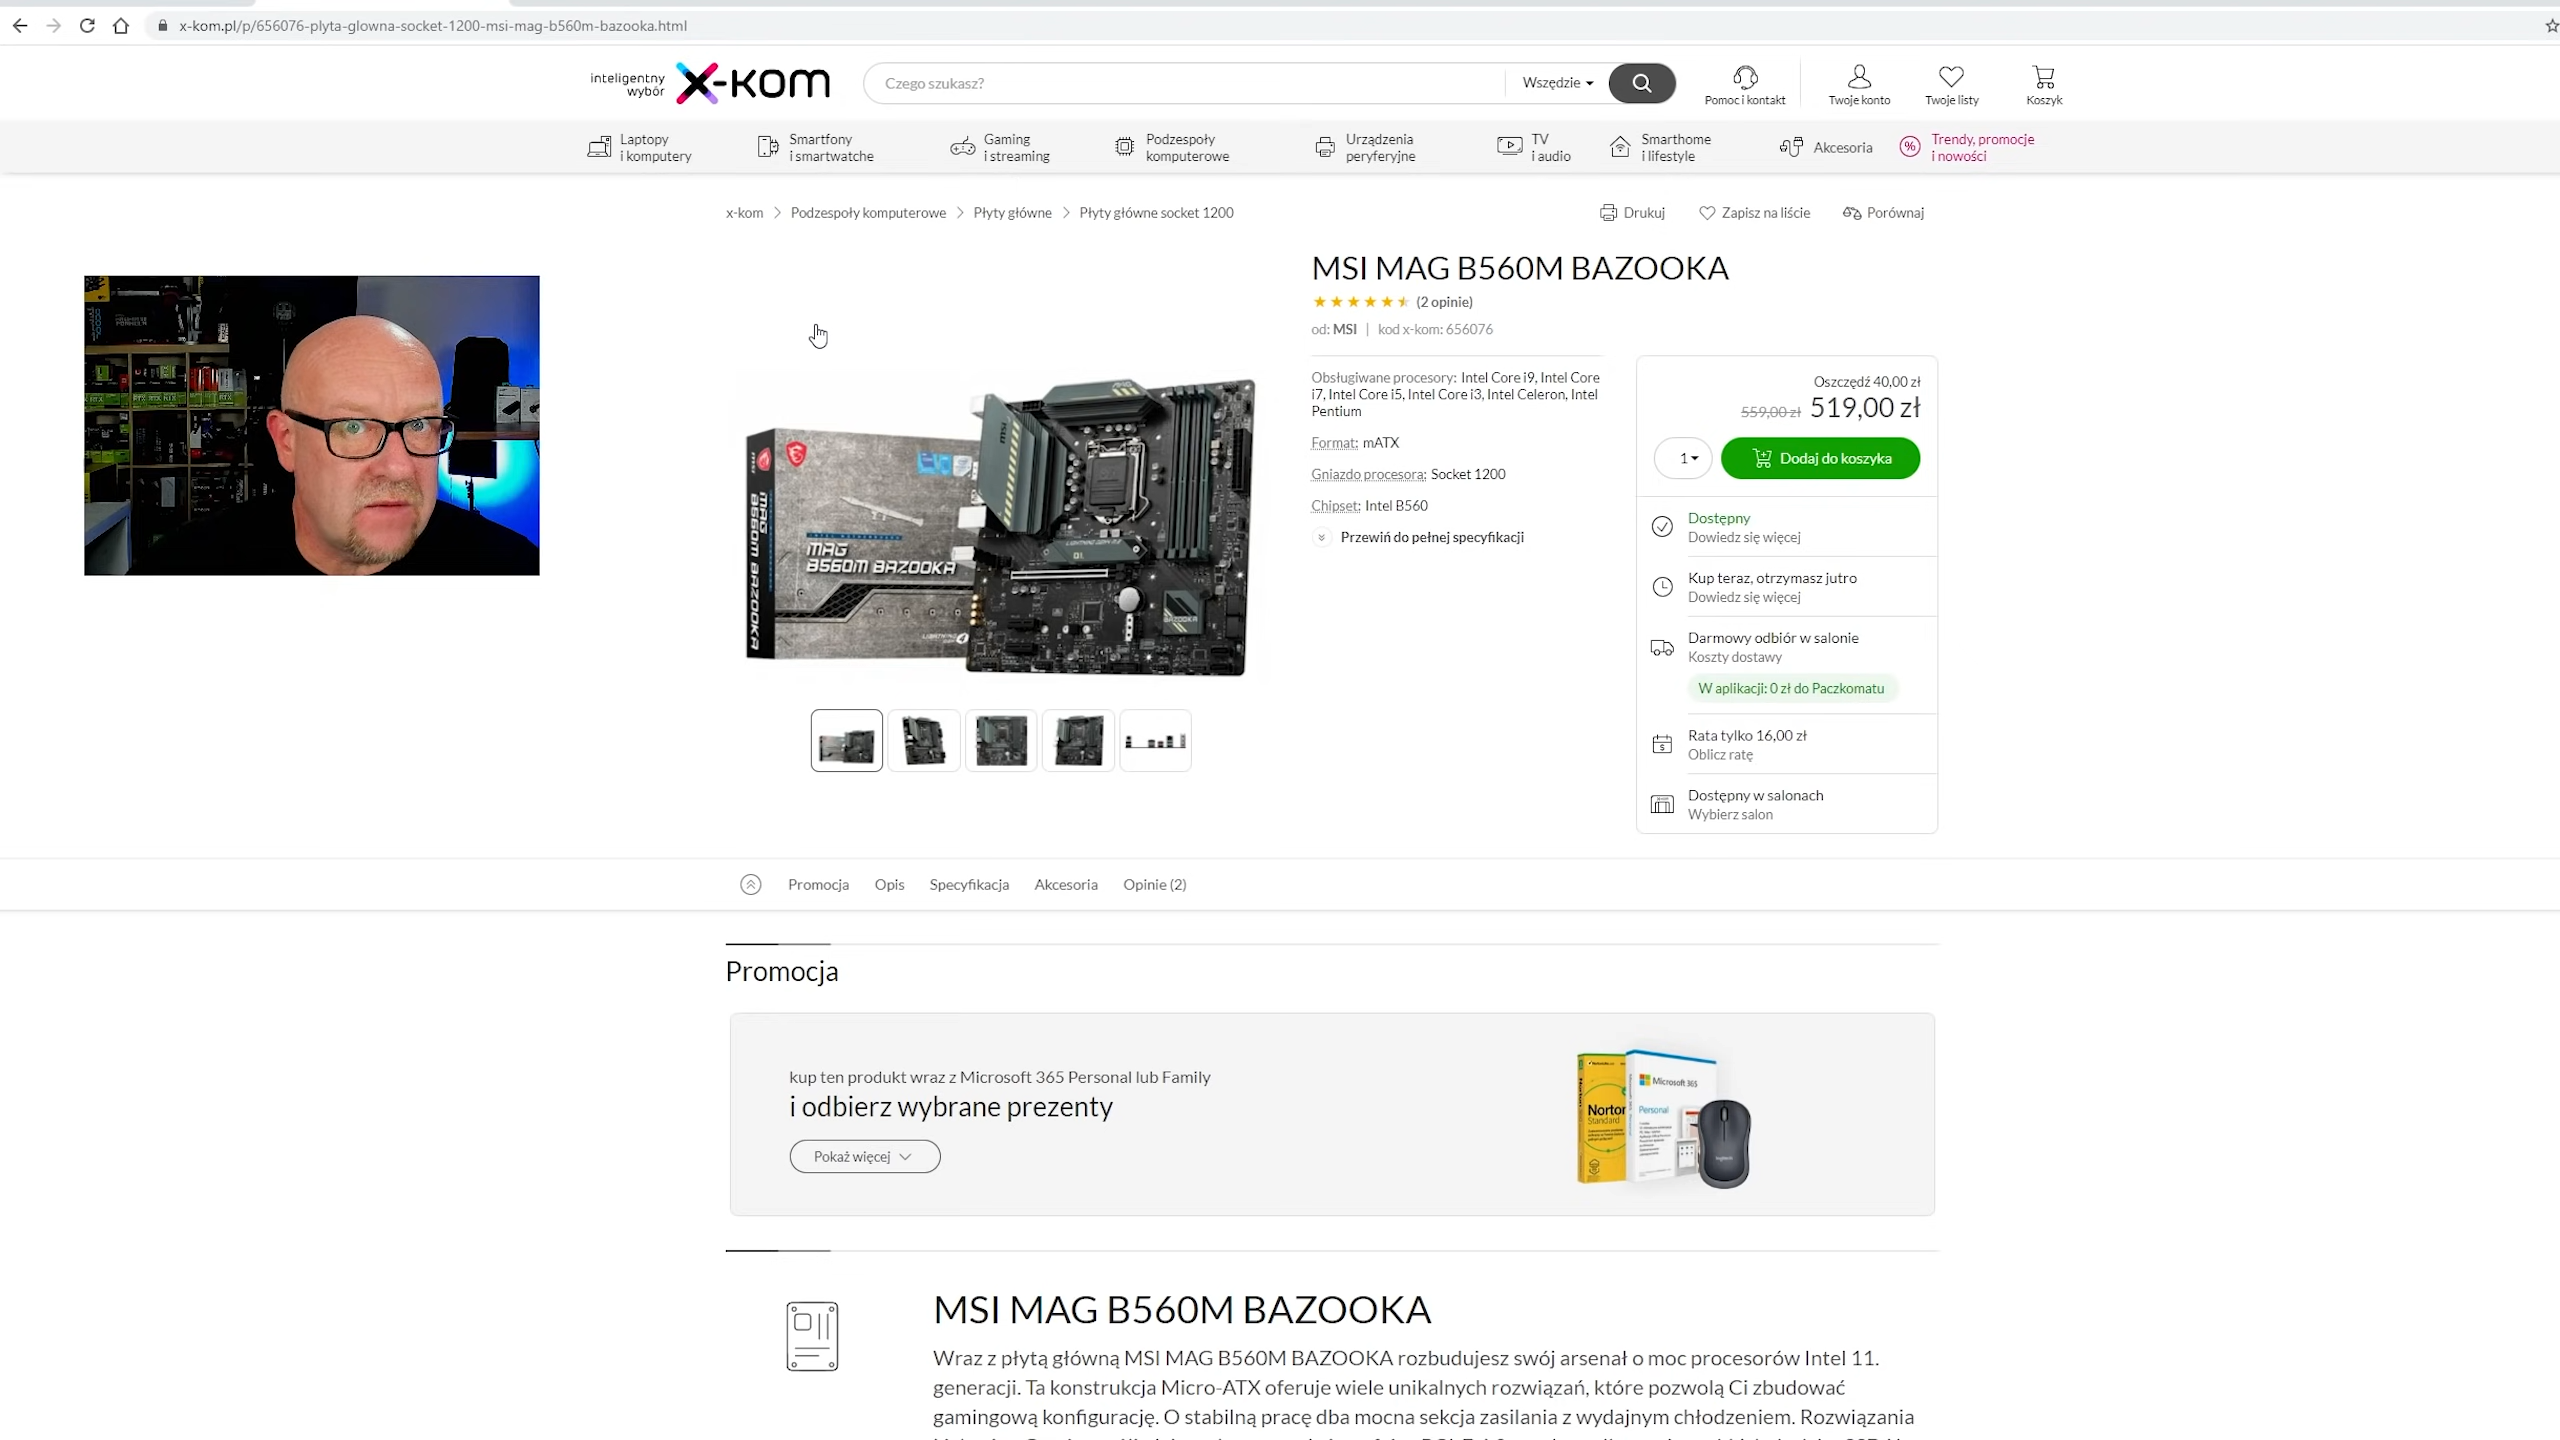 x-kom.pl/p/656076-plyta-glowna-socket-1200-msi-mag-b560m-bazooka.html
inteligentny
wybór
x-kom
Czego szukasz?
Wszędzie
Pomoc i kontakt
Twoje konto
Twoje listy
Koszyk
Laptopy
i komputery
Smartfony
i smartwatche
Gaming
i streaming
Podzespoły
komputerowe
Urządzenia
peryferyjne
TV
i audio
Smarthome
i lifestyle
Akcesoria
Trendy, promocje
i nowości
x-kom > Podzespoły komputerowe > Płyty główne > Płyty główne socket 1200
Drukuj
Zapisz na liście
Porównaj
MSI MAG B560M BAZOOKA
(2 opinie)
od: MSI | kod x-kom: 656076
Obsługiwane procesory: Intel Core i9, Intel Core
i7, Intel Core i5, Intel Core i3, Intel Celeron, Intel
Pentium
Format: mATX
Gniazdo procesora: Socket 1200
Chipset: Intel B560
Przewiń do pełnej specyfikacji
Oszczędź 40,00 zł
559,00 zł 519,00 zł
1
Dodaj do koszyka
Dostępny
Dowiedz się więcej
Kup teraz, otrzymasz jutro
Dowiedz się więcej
Darmowy odbiór w salonie
Koszty dostawy
W aplikacji: 0 zł do Paczkomatu
Rata tylko 16,00 zł
Oblicz ratę
Dostępny w salonach
Wybierz salon
MAG
B560M BAZOOKA
MAG
B560M BAZOOKA
msi
BAZOOKA
Promocja
Opis
Specyfikacja
Akcesoria
Opinie (2)
Promocja
kup ten produkt wraz z Microsoft 365 Personal lub Family
i odbierz wybrane prezenty
Pokaż więcej
Norton
Standard
Microsoft 365
Personal
MSI MAG B560M BAZOOKA
Wraz z płytą główną MSI MAG B560M BAZOOKA rozbudujesz swój arsenał o moc procesorów Intel 11.
generacji. Ta konstrukcja Micro-ATX oferuje wiele unikalnych rozwiązań, które pozwolą Ci zbudować
gamingową konfigurację. O stabilną pracę dba mocna sekcja zasilania z wydajnym chłodzeniem. Rozwiązania